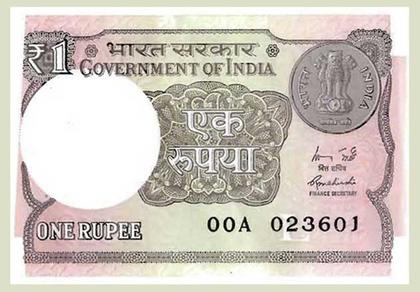 ₹1 भारत सरकार
GOVERNMENT OF INDIA
भारत INDIA
एक
रुपया
वित्त सचिव
FINANCE SECRETARY
ONE RUPEE
00A 023601